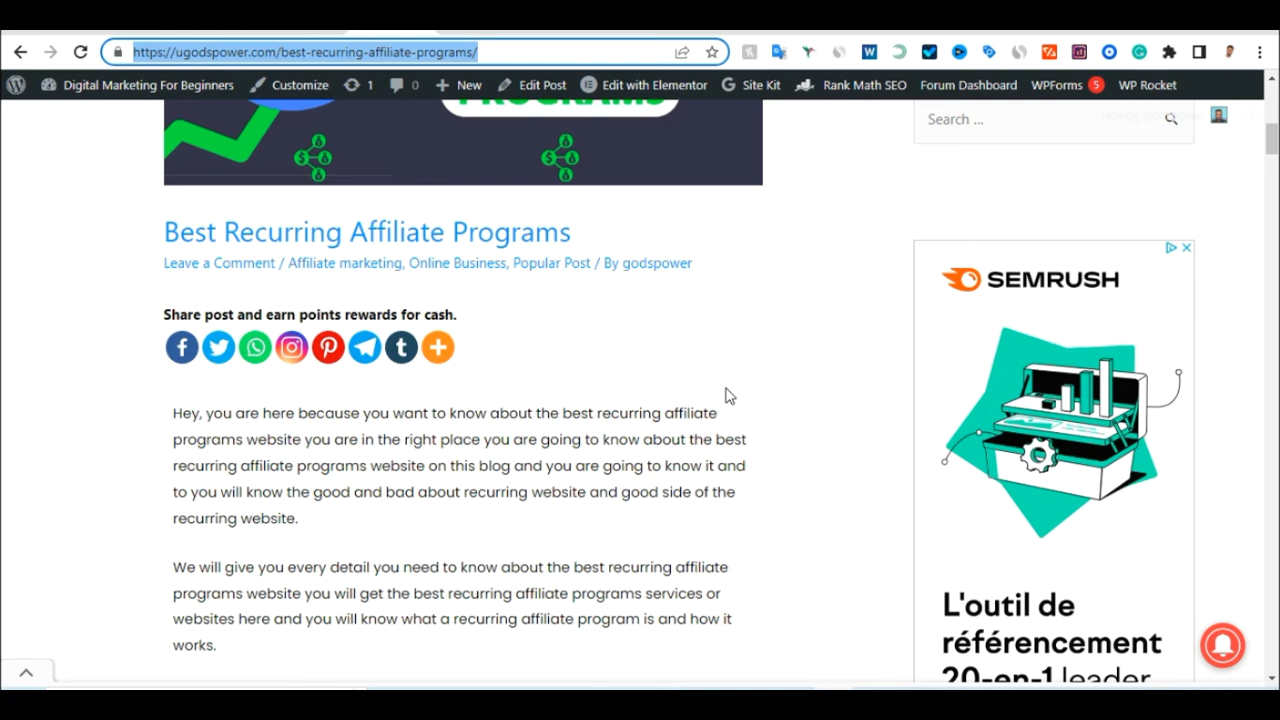 https://ugodspower.com/best-recurring-affiliate-programs/
Digital Marketing For Beginners Customize 1 0 New Edit Post Edit with Elementor Site Kit Rank Math SEO Forum Dashboard WPForms 5 WP Rocket
PROGRAMS
Search ...
Best Recurring Affiliate Programs
Leave a Comment / Affiliate marketing, Online Business, Popular Post / By godspower
Share post and earn points rewards for cash.
Hey, you are here because you want to know about the best recurring affiliate
programs website you are in the right place you are going to know about the best
recurring affiliate programs website on this blog and you are going to know it and
to you will know the good and bad about recurring website and good side of the
recurring website.
We will give you every detail you need to know about the best recurring affiliate
programs website you will get the best recurring affiliate programs services or
websites here and you will know what a recurring affiliate program is and how it
works.
SEMRUSH
L'outil de
référencement
20-en-1 leader